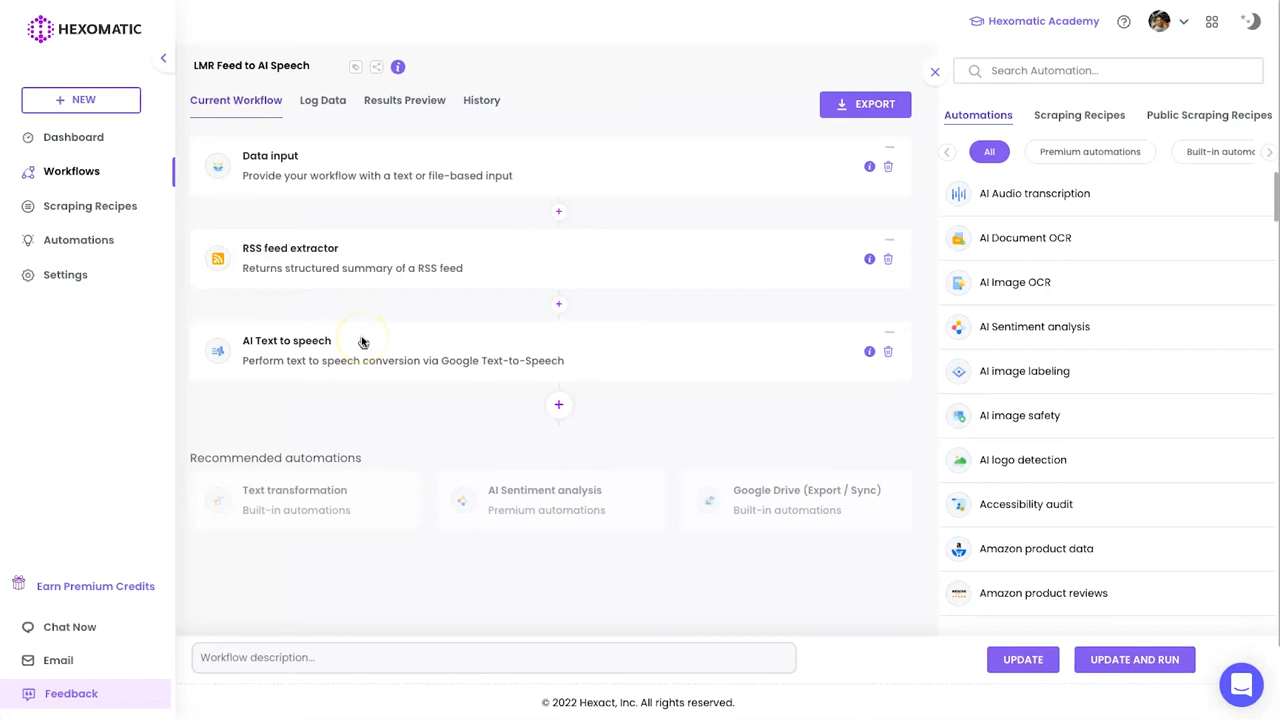 HEXOMATIC
Hexomatic Academy
NEW
Dashboard
Workflows
Scraping Recipes
Automations
Settings
Earn Premium Credits
Chat Now
Email
Feedback
LMR Feed to AI Speech
Current Workflow
Log Data
Results Preview
History
EXPORT
Data input
Provide your workflow with a text or file-based input
RSS feed extractor
Returns structured summary of a RSS feed
AI Text to speech
Perform text to speech conversion via Google Text-to-Speech
Recommended automations
Text transformation
Built-in automations
AI Sentiment analysis
Premium automations
Google Drive (Export / Sync)
Built-in automations
Workflow description...
UPDATE
UPDATE AND RUN
© 2022 Hexact, Inc. All rights reserved.
Search Automation...
Automations
Scraping Recipes
Public Scraping Recipes
All
Premium automations
Built-in automa
AI Audio transcription
AI Document OCR
AI Image OCR
AI Sentiment analysis
AI image labeling
AI image safety
AI logo detection
Accessibility audit
Amazon product data
Amazon product reviews